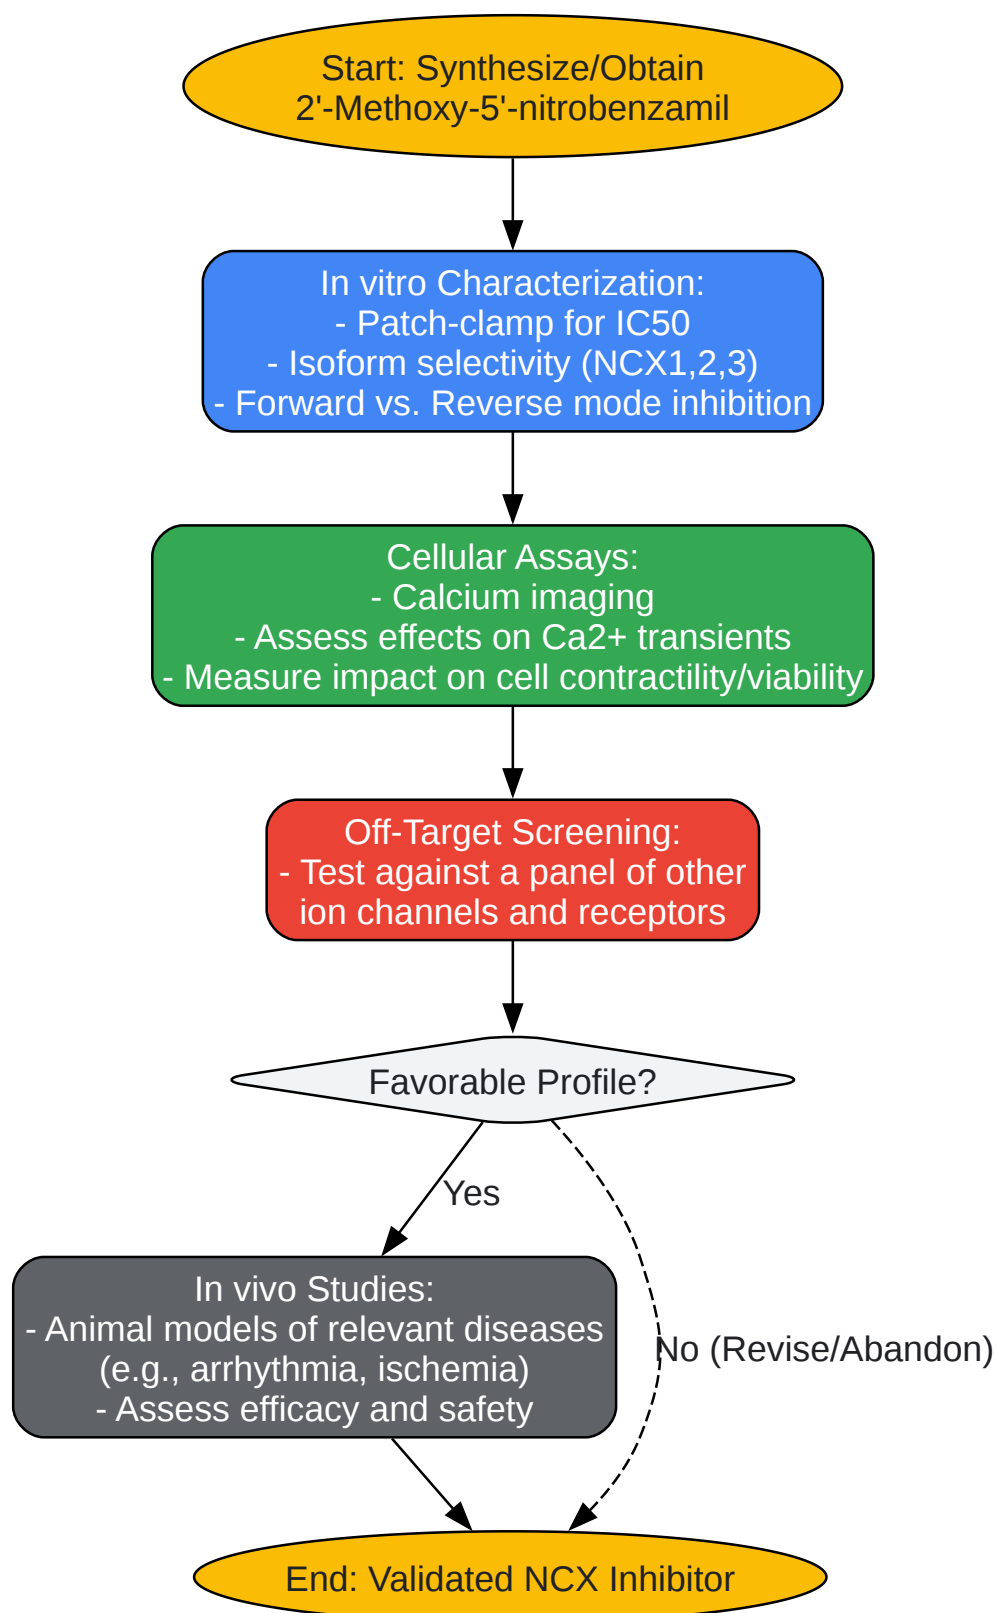 Start: Synthesize/Obtain
2'-Methoxy-5'-nitrobenzamil
In vitro Characterization:
- Patch-clamp for IC50
- Isoform selectivity (NCX1,2,3)
- Forward vs. Reverse mode inhibition
Cellular Assays:
- Calcium imaging
- Assess effects on Ca2+ transients
- Measure impact on cell contractility/viability
Off-Target Screening:
- Test against a panel of other
ion channels and receptors
Favorable Profile?
Yes
In vivo Studies:
- Animal models of relevant diseases
(e.g., arrhythmia, ischemia)
- Assess efficacy and safety
No (Revise/Abandon)
End: Validated NCX Inhibitor